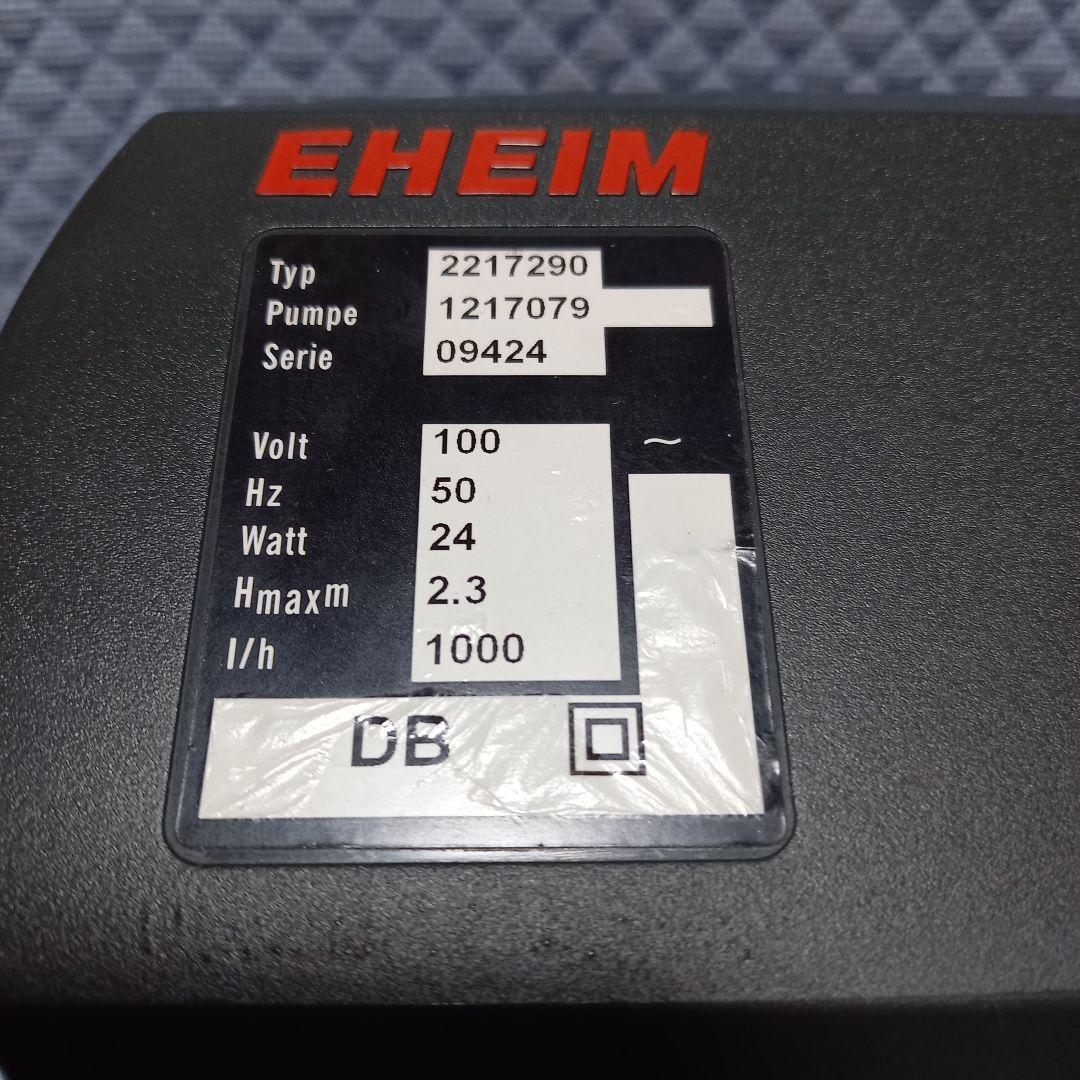 EHEIM
Typ 2217290
Pumpe 1217079
Serie 09424
Volt 100 ~
Hz 50
Watt 24
Hmaxm 2.3
l/h 1000
DB